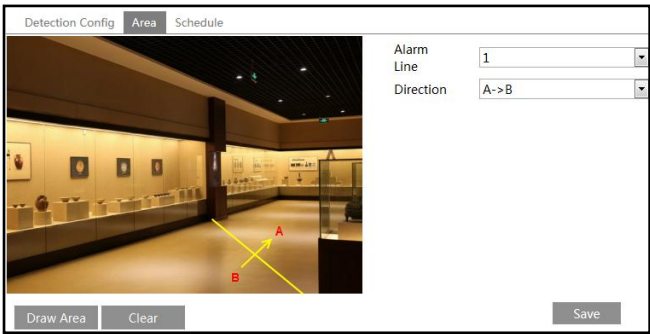 Detection Config Area Schedule
Alarm Line 1
Direction A->B
A
B
Draw Area Clear Save